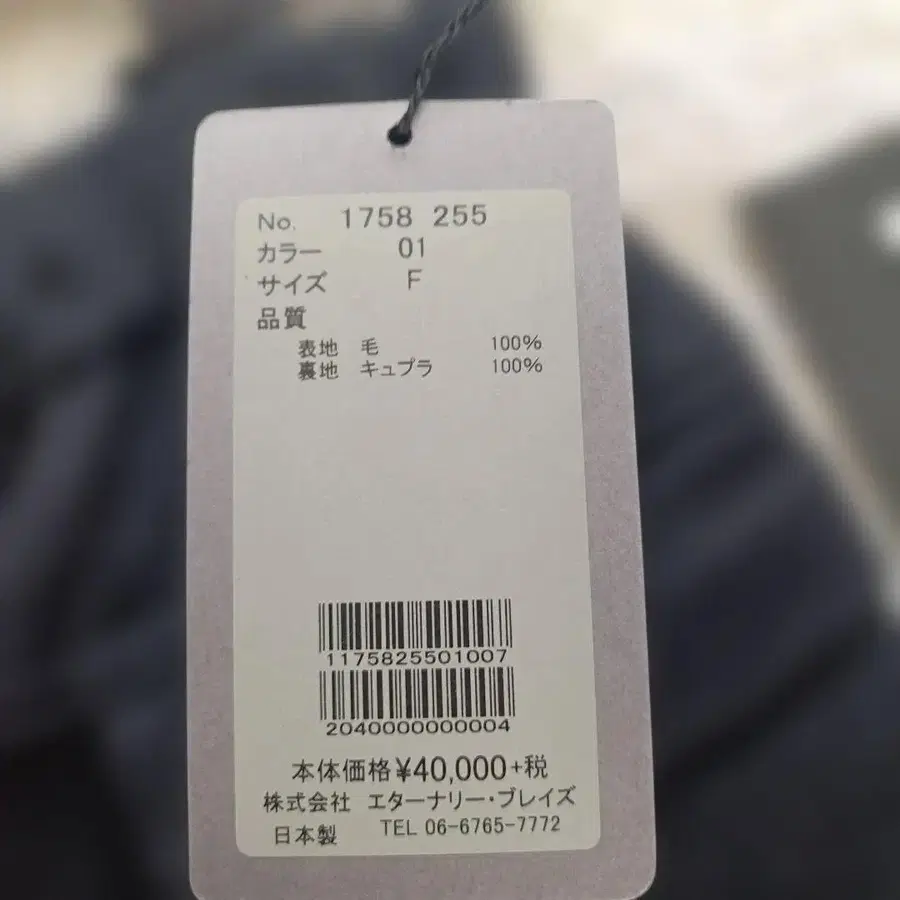 No. 1758 255
カラー 01
サイズ F
品質
表地 毛 100%
裏地 キュプラ 100%
1175825501007
2040000000004
本体価格¥40,000+税
株式会社 エターナリー・ブレイズ
日本製 TEL 06-6765-7772